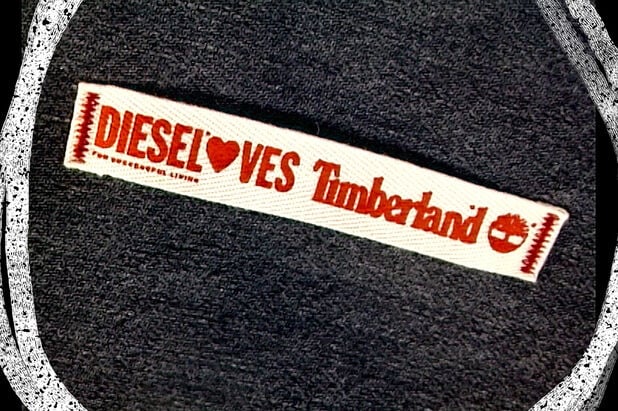 DIESEL♥VES Timberland
FOR SUCCESSFUL LIVING